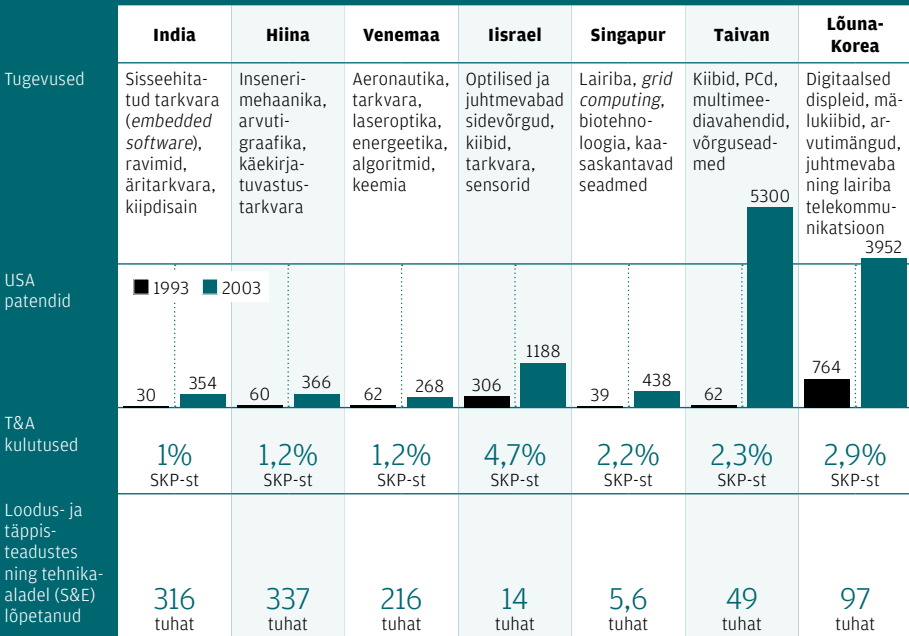 India
Hiina
Venemaa
Iisrael
Singapur
Taivan
Lõuna-
Korea
Tugevused
Sisseehita-
tud tarkvara
(embedded
software),
ravimid,
äritarkvara,
kiipdisain
Inseneri-
mehaanika,
arvuti-
graafika,
käekirja-
tuvastus-
tarkvara
Aeronautika,
tarkvara,
laseroptika,
energeetika,
algoritmid,
keemia
Optilised ja
juhtmevabad
sidevõrgud,
kiibid,
tarkvara,
sensorid
Lairiba, grid
computing,
biotehno-
loogia, kaa-
saskantavad
seadmed
Kiibid, PCd,
multimee-
diavahendid,
võrgusead-
med
Digitaalsed
displeid, mä-
lukiibid, ar-
vutimängud,
juhtmevaba
ning lairiba
telekommu-
nikatsioon
USA
patendid
1993 2003
30 354
60 366
62 268
306 1188
39 438
62 5300
764 3952
T&A
kulutused
1%
SKP-st
1,2%
SKP-st
1,2%
SKP-st
4,7%
SKP-st
2,2%
SKP-st
2,3%
SKP-st
2,9%
SKP-st
Loodus- ja
täppis-
teadustes
ning tehnika-
aladel (S&E)
lõpetanud
316
tuhat
337
tuhat
216
tuhat
14
tuhat
5,6
tuhat
49
tuhat
97
tuhat